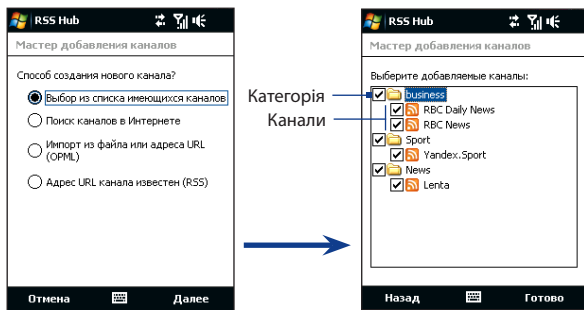 RSS Hub
Мастер добавления каналов
Способ создания нового канала?
Выбор из списка имеющихся каналов
Поиск каналов в Интернете
Импорт из файла или адреса URL
(OPML)
Адрес URL канала известен (RSS)
Отмена
Далее
Категорія
Канали
RSS Hub
Мастер добавления каналов
Выберите добавляемые каналы:
business
RBC Daily News
RBC News
Sport
Yandex.Sport
News
Lenta
Назад
Готово